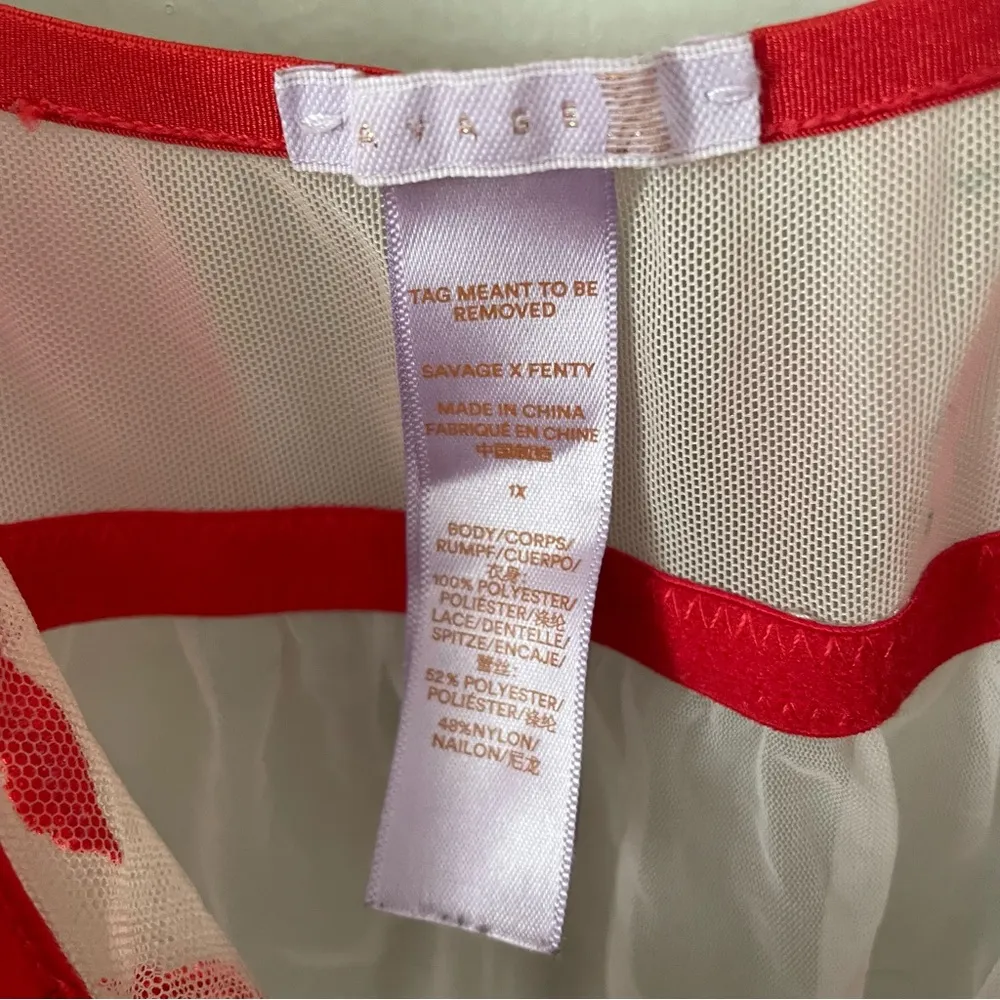 AVAGE
TAG MEANT TO BE
REMOVED
SAVAGE X FENTY
MADE IN CHINA
FABRIQUÉ EN CHINE
中国制造
1X
BODY/CORPS/
RUMPF/CUERPO/
衣身:
100% POLYESTER/
POLIÉSTER/涤纶
LACE/DENTELLE/
SPITZE/ENCAJE/
蕾丝:
52% POLYESTER/
POLIÉSTER/涤纶
48%NYLON/
NAILON/尼龙